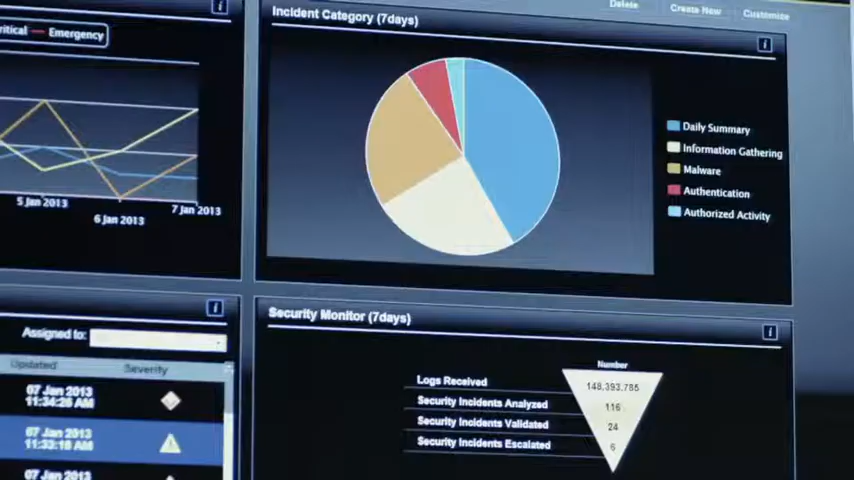 Delete Create New Customize
Incident Category (7days)
Emergency
Daily Summary
Information Gathering
Malware
Authentication
Authorized Activity
5 Jan 2013
6 Jan 2013
7 Jan 2013
Security Monitor (7days)
Assigned to:
Updated Severity
07 Jan 2013
11:34:26 AM
07 Jan 2013
11:33:18 AM
07 Jan 2013
Number
Logs Received 148,393,785
Security Incidents Analyzed 116
Security Incidents Validated 24
Security Incidents Escalated 6